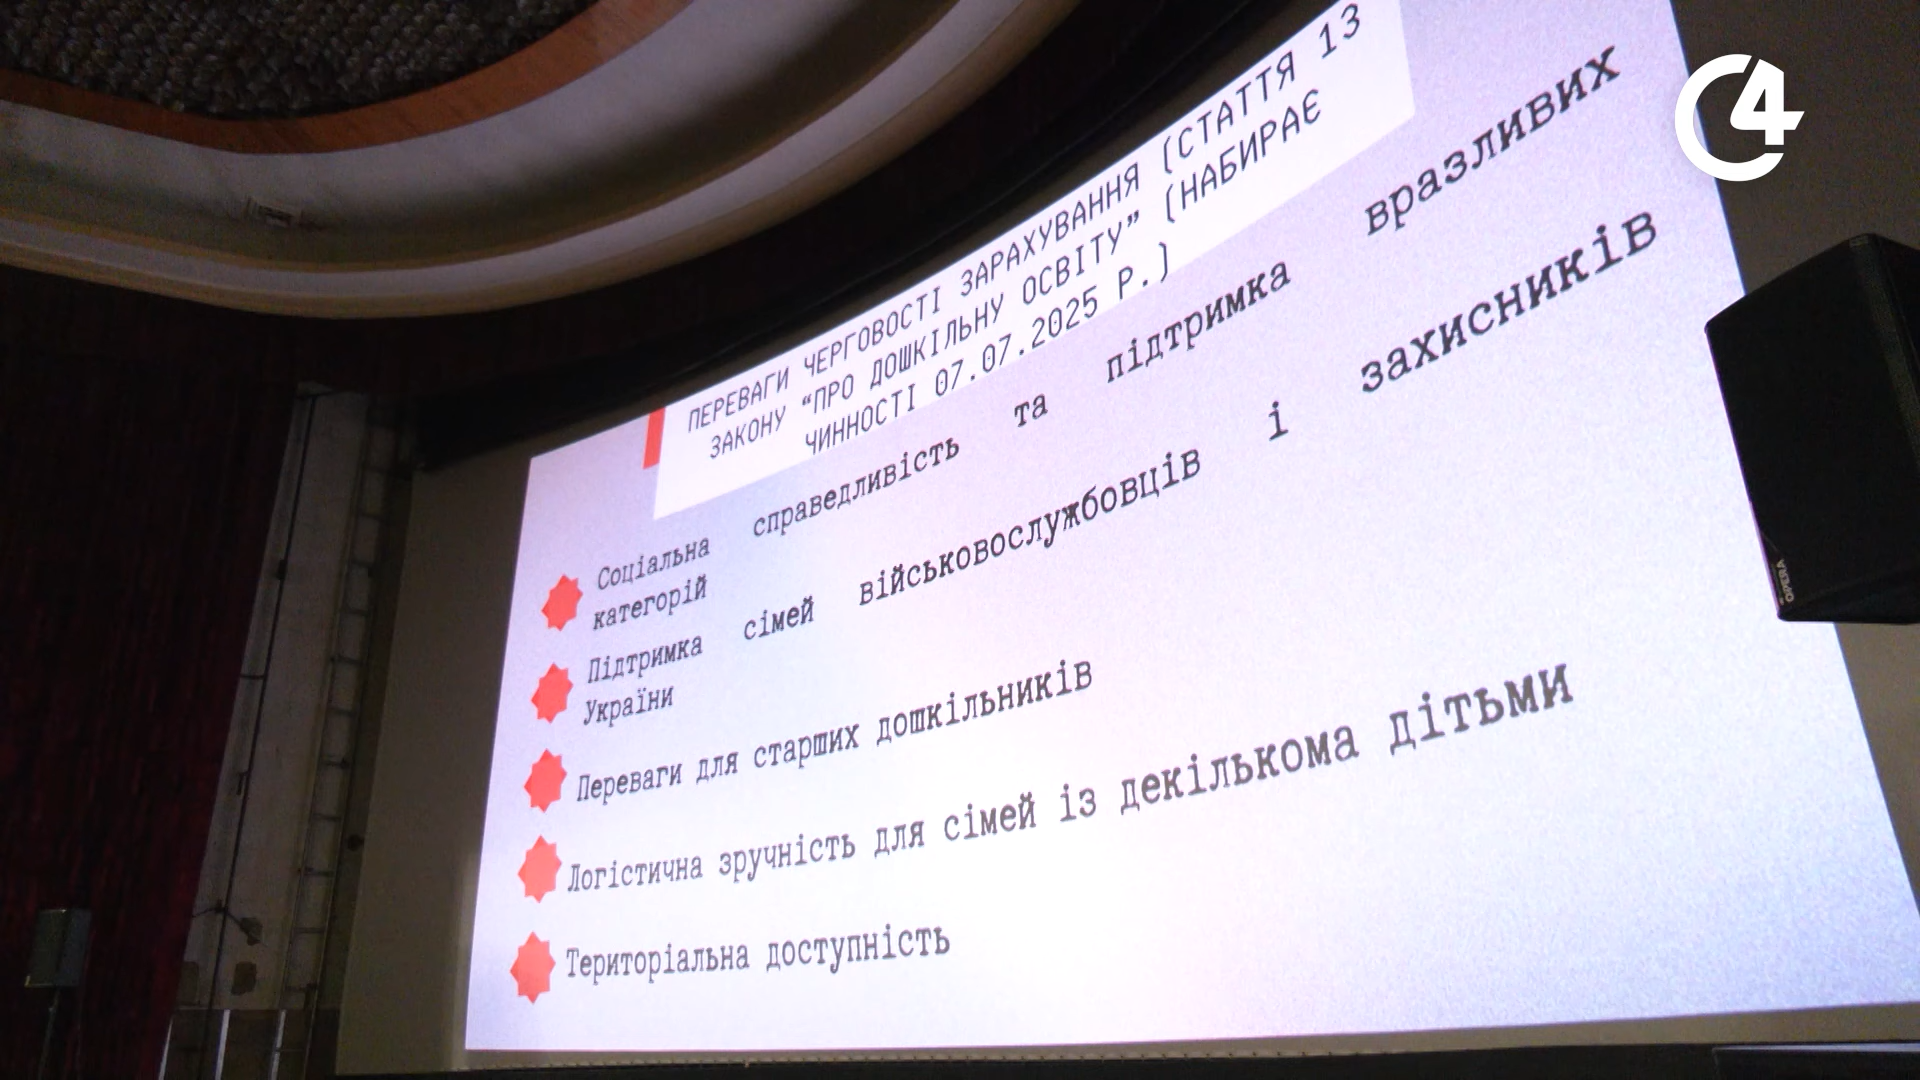 С4
ПЕРЕВАГИ ЧЕРГОВОСТІ ЗАРАХУВАННЯ (СТАТТЯ 13
ЗАКОНУ “ПРО ДОШКІЛЬНУ ОСВІТУ” (НАБИРАЄ
ЧИННОСТІ 07.07.2025 Р.)
Соціальна справедливість та підтримка вразливих
категорій
Підтримка сімей військовослужбовців і захисників
України
Переваги для старших дошкільників
Логістична зручність для сімей із декількома дітьми
Територіальна доступність
OPERA